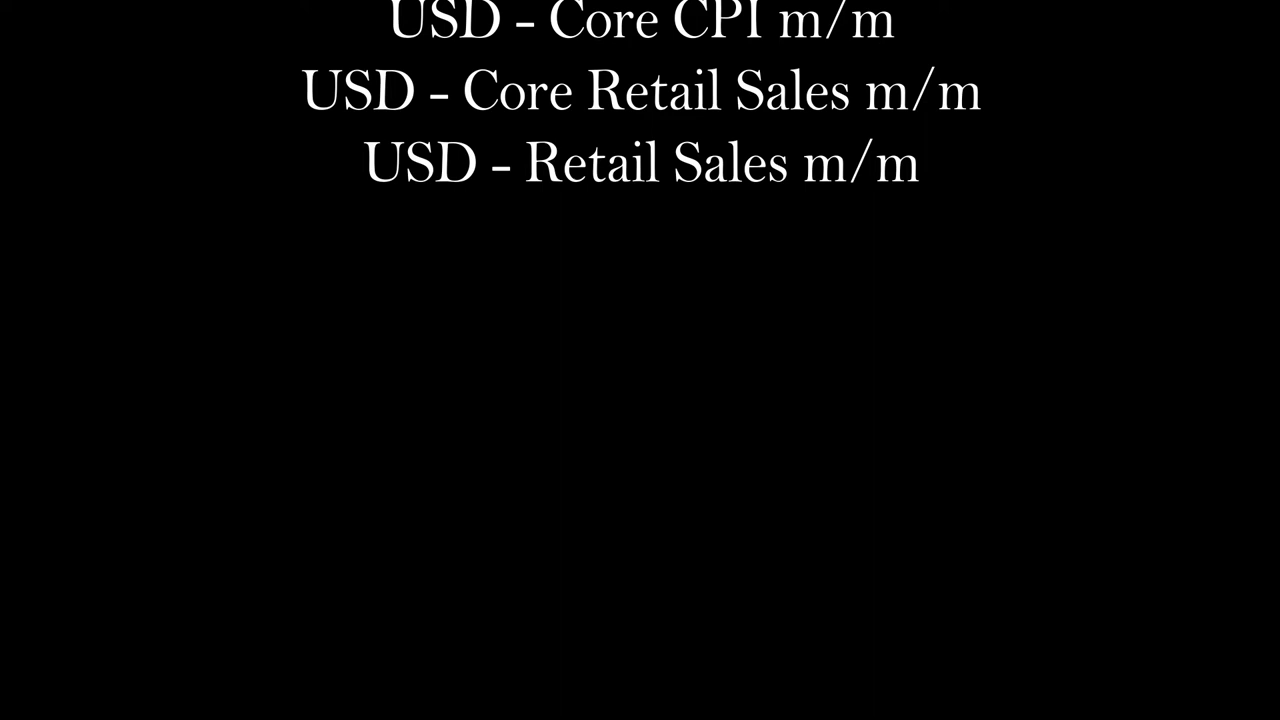 USD - Core CPI m/m
USD - Core Retail Sales m/m
USD - Retail Sales m/m